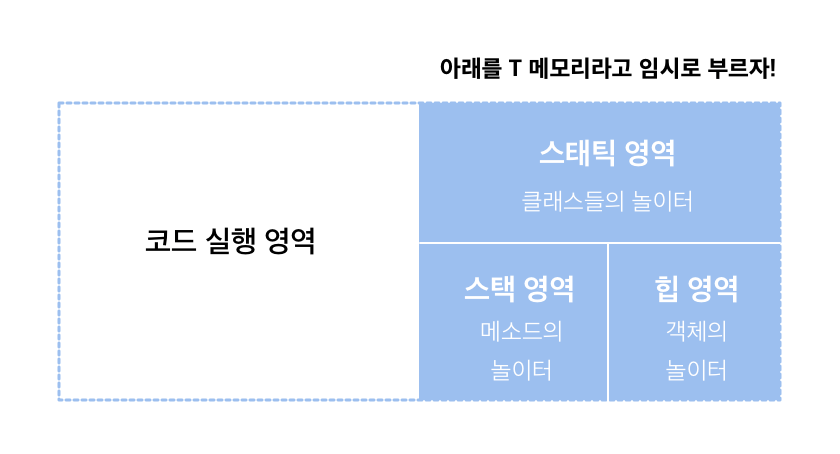 아래를 T 메모리라고 임시로 부르자!
코드 실행 영역
스태틱 영역
클래스들의 놀이터
스택 영역
메소드의
놀이터
힙 영역
객체의
놀이터